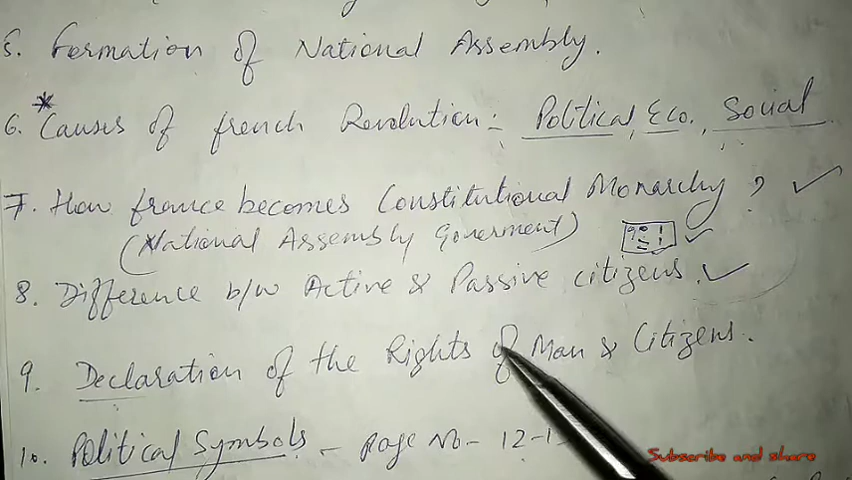 5. Formation of National Assembly.
6. *Causes of french Revolution:- Political, Eco., Social
7. How france becomes Constitutional Monarchy?
(National Assembly Goverment)
8. Difference b/w Active & Passive citizens.
9. Declaration of the Rights of Man & Citizens.
10. Political Symbols - Page No- 12-1
Subscribe and share